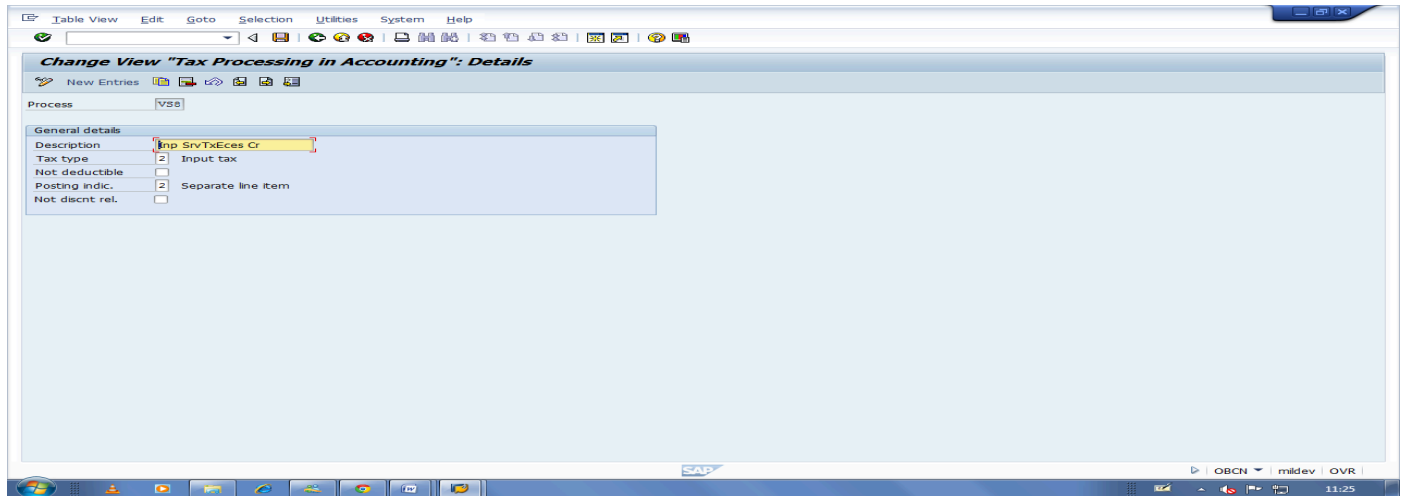 Table View Edit Goto Selection Utilities System Help
Change View "Tax Processing in Accounting": Details
New Entries
Process VS8
General details
Description Inp SrvTxEces Cr
Tax type 2 Input tax
Not deductible
Posting indic. 2 Separate line item
Not discnt rel.
SAP
OBCN mildev OVR
11:25